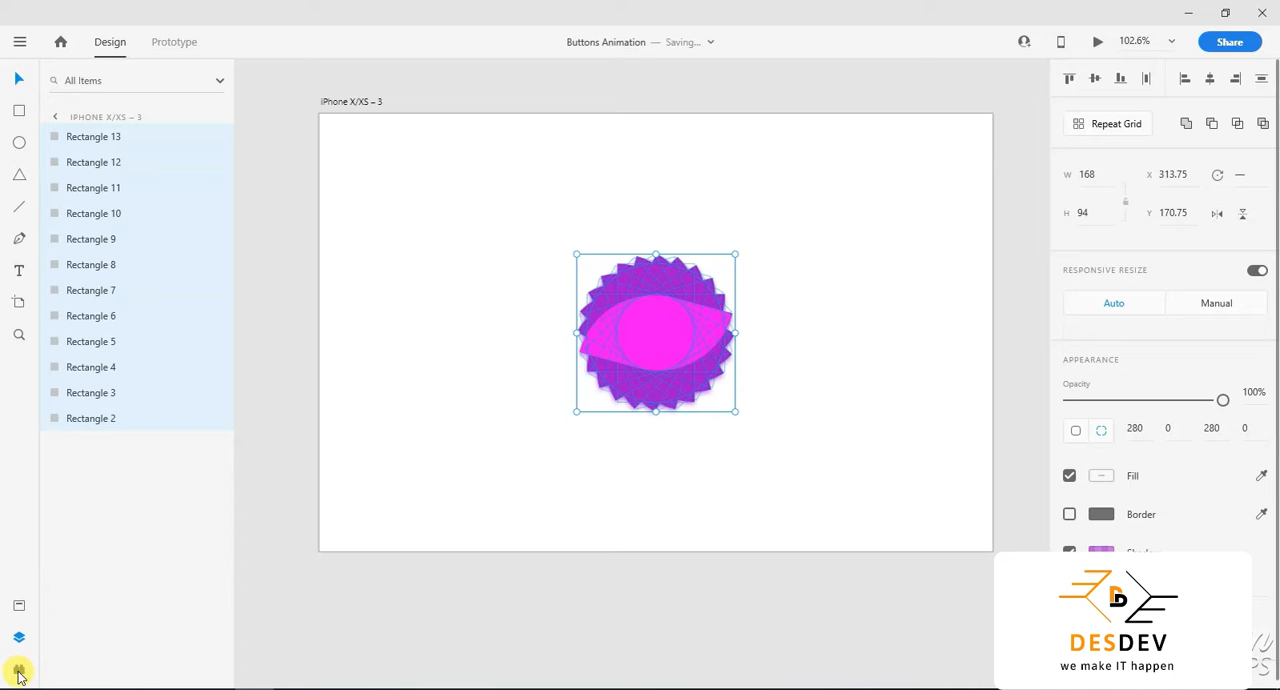 Design
Prototype
Buttons Animation — Saving...
102.6%
Share
All Items
IPHONE X/XS – 3
Rectangle 13
Rectangle 12
Rectangle 11
Rectangle 10
Rectangle 9
Rectangle 8
Rectangle 7
Rectangle 6
Rectangle 5
Rectangle 4
Rectangle 3
Rectangle 2
iPhone X/XS – 3
Repeat Grid
W 168 X 313.75
H 94 Y 170.75
RESPONSIVE RESIZE
Auto Manual
APPEARANCE
Opacity
100%
280 0 280 0
Fill
Border
DESDEV
we make IT happen